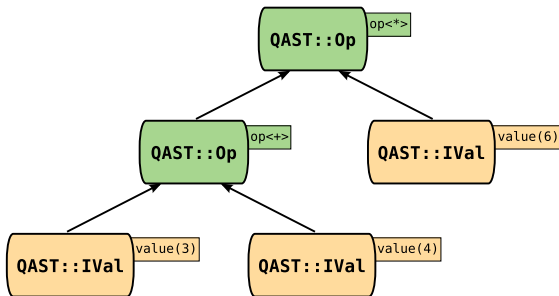 QAST::Op
op<*>
QAST::Op
op<+>
QAST::IVal
value(6)
QAST::IVal
value(3)
QAST::IVal
value(4)